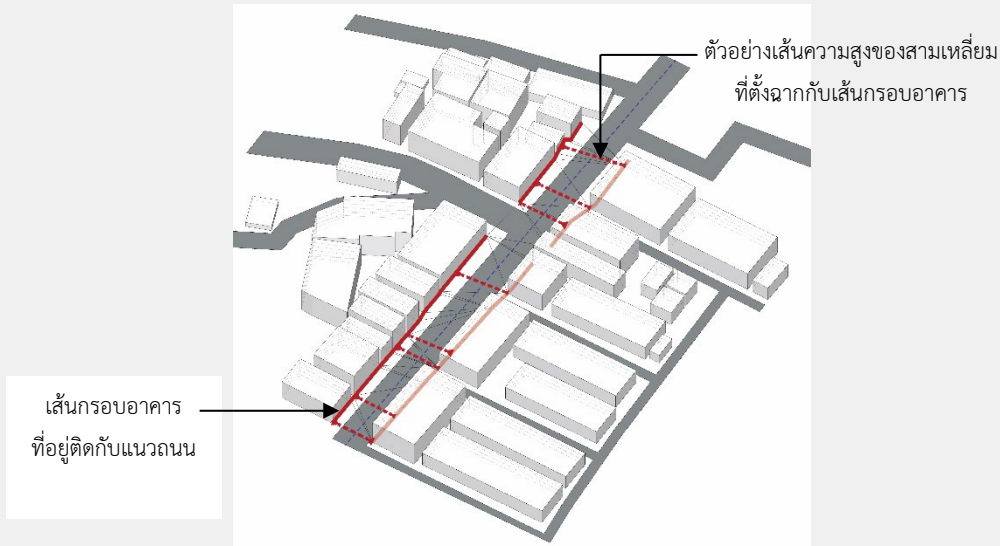 ตัวอย่างเส้นความสูงของสามเหลี่ยม
ที่ตั้งฉากกับเส้นกรอบอาคาร
เส้นกรอบอาคาร
ที่อยู่ติดกับแนวถนน